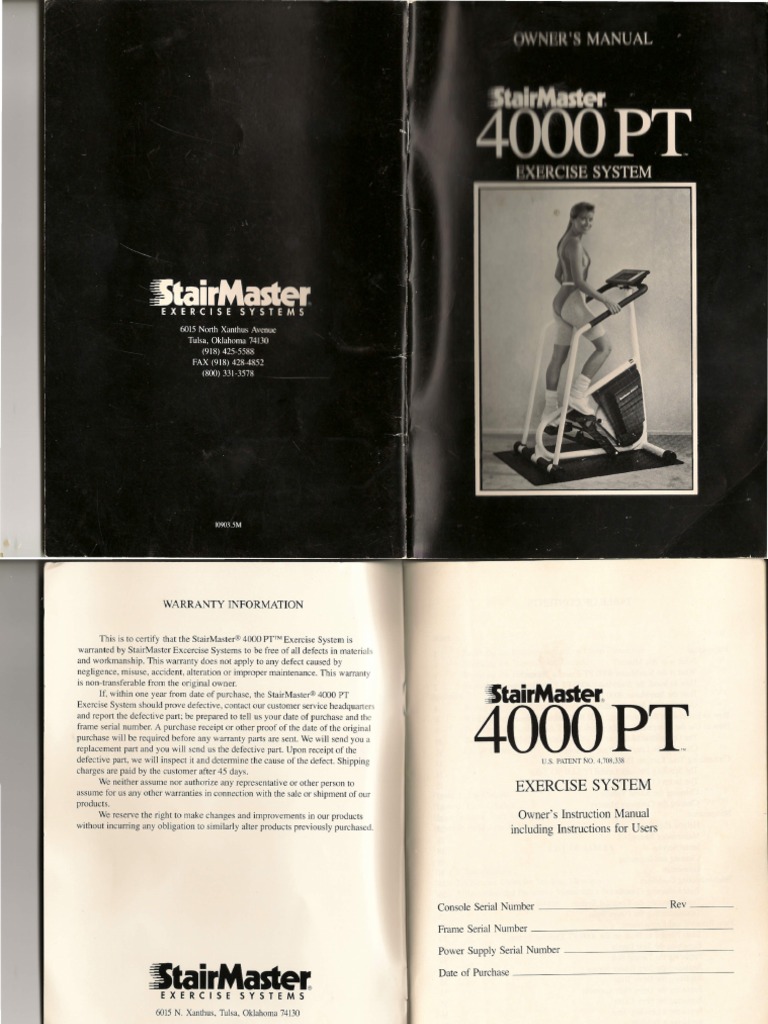 StairMaster®
EXERCISE SYSTEMS
6015 North Xanthus Avenue
Tulsa, Oklahoma 74130
(918) 425-5588
FAX (918) 428-4852
(800) 331-3578
10903.5M
OWNER'S MANUAL
StairMaster®
4000 PT™
EXERCISE SYSTEM
WARRANTY INFORMATION
This is to certify that the StairMaster® 4000 PT™ Exercise System is
warranted by StairMaster Excercise Systems to be free of all defects in materials
and workmanship. This warranty does not apply to any defect caused by
negligence, misuse, accident, alteration or improper maintenance. This warranty
is non-transferable from the original owner.
If, within one year from date of purchase, the StairMaster® 4000 PT
Exercise System should prove defective, contact our customer service headquarters
and report the defective part; be prepared to tell us your date of purchase and the
frame serial number. A purchase receipt or other proof of the date of the original
purchase will be required before any warranty parts are sent. We will send you a
replacement part and you will send us the defective part. Upon receipt of the
defective part, we will inspect it and determine the cause of the defect. Shipping
charges are paid by the customer after 45 days.
We neither assume nor authorize any representative or other person to
assume for us any other warranties in connection with the sale or shipment of our
products.
We reserve the right to make changes and improvements in our products
without incurring any obligation to similarly alter products previously purchased.
StairMaster®
EXERCISE SYSTEMS
6015 N. Xanthus, Tulsa, Oklahoma 74130
StairMaster®
4000 PT™
U.S. PATENT NO. 4,708,338
EXERCISE SYSTEM
Owner's Instruction Manual
including Instructions for Users
Console Serial Number Rev
Frame Serial Number
Power Supply Serial Number
Date of Purchase